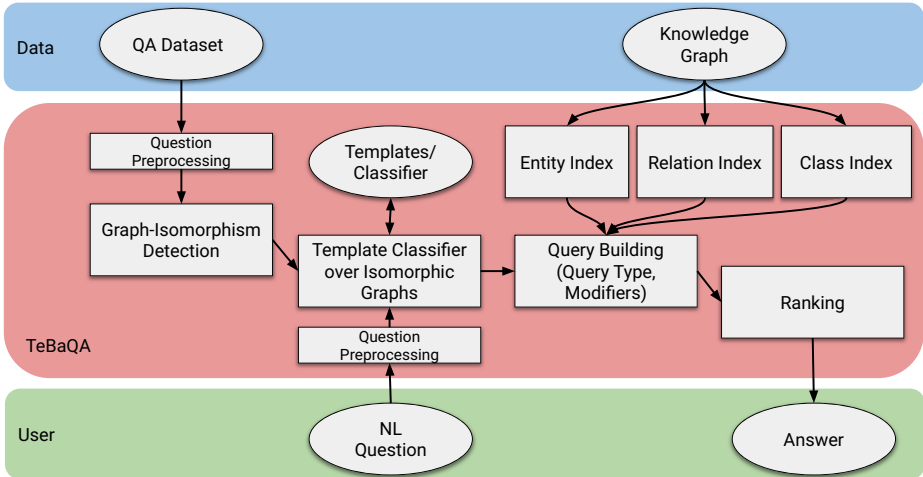 Data
QA Dataset
Knowledge
Graph
Question
Preprocessing
Templates/
Classifier
Entity Index
Relation Index
Class Index
Graph-Isomorphism
Detection
Template Classifier
over Isomorphic
Graphs
Query Building
(Query Type,
Modifiers)
Ranking
TeBaQA
Question
Preprocessing
User
NL
Question
Answer